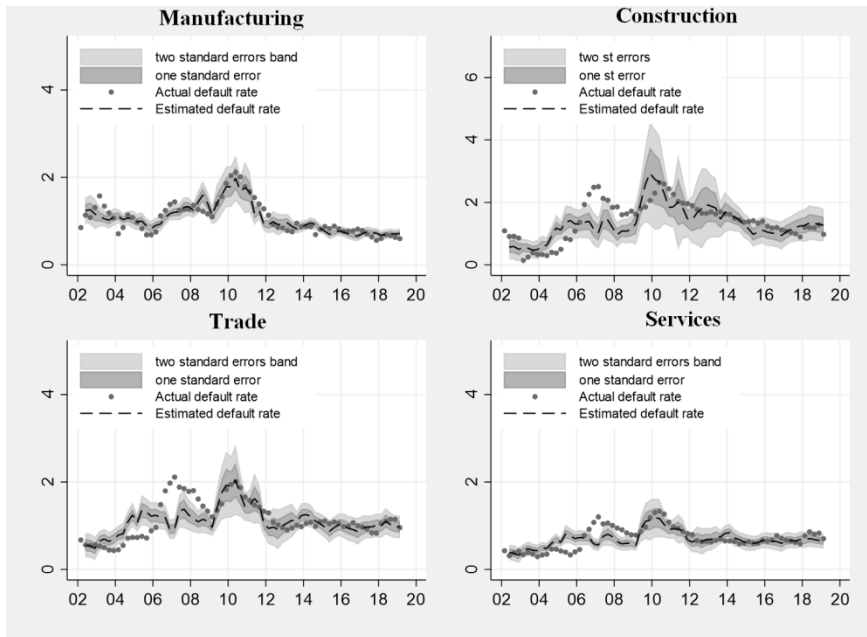 Manufacturing
two standard errors band
one standard error
Actual default rate
Estimated default rate
4
2
0
02 04 06 08 10 12 14 16 18 20
Construction
two st errors
one st error
Actual default rate
Estimated default rate
6
4
2
0
02 04 06 08 10 12 14 16 18 20
Trade
two standard errors band
one standard error
Actual default rate
Estimated default rate
4
2
0
02 04 06 08 10 12 14 16 18 20
Services
two standard errors band
one standard error
Actual default rate
Estimated default rate
4
2
0
02 04 06 08 10 12 14 16 18 20